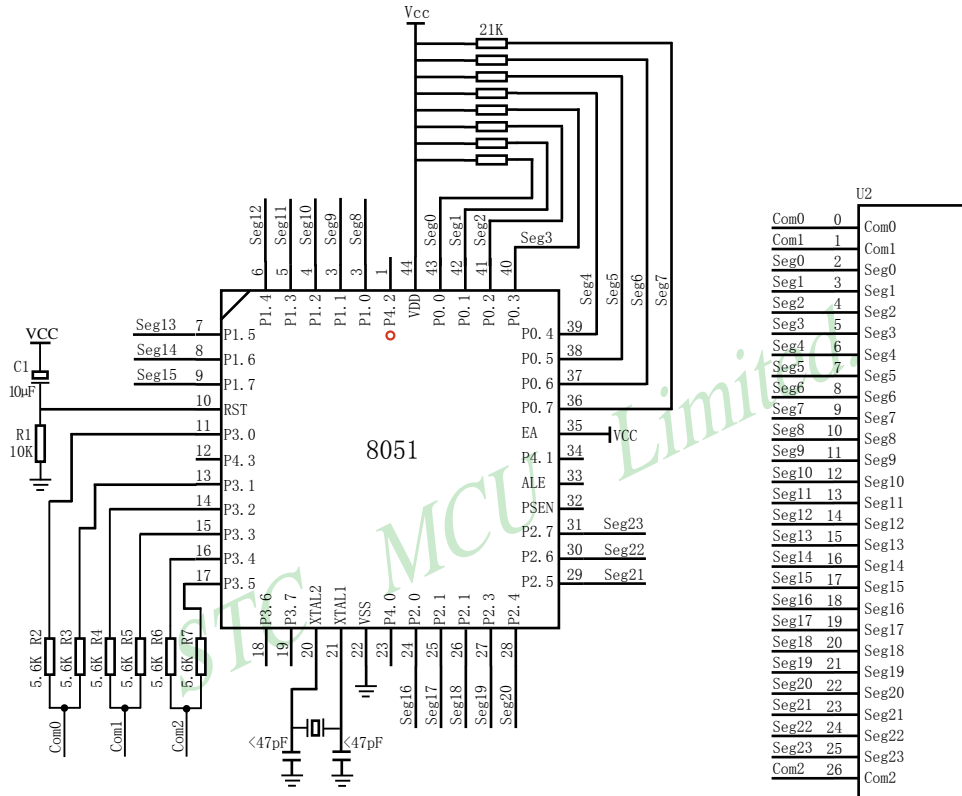 Vcc
21K
Seg12
Seg11
Seg10
Seg9
Seg8
Seg0
Seg1
Seg2
Seg3
Seg4
Seg5
Seg6
Seg7
6
5
4
3
3
1
44
43
42
41
40
P1.4
P1.3
P1.2
P1.1
P1.0
P4.2
VDD
P0.0
P0.1
P0.2
P0.3
VCC
C1
10μF
R1
10K
Seg13 7 P1.5
Seg14 8 P1.6
Seg15 9 P1.7
10 RST
11 P3.0
12 P4.3
13 P3.1
14 P3.2
15 P3.3
16 P3.4
17 P3.5
8051
P0.4 39
P0.5 38
P0.6 37
P0.7 36
EA 35 VCC
P4.1 34
ALE 33
PSEN 32
P2.7 31 Seg23
P2.6 30 Seg22
P2.5 29 Seg21
P3.6
P3.7
XTAL2
XTAL1
VSS
P4.0
P2.0
P2.1
P2.1
P2.3
P2.4
18
19
20
21
22
23
24
25
26
27
28
Seg16
Seg17
Seg18
Seg19
Seg20
5.6K R2
5.6K R3
5.6K R4
5.6K R5
5.6K R6
5.6K R7
Com0
Com1
Com2
<47pF
<47pF
STC MCU Limited.
U2
Com0 0 Com0
Com1 1 Com1
Seg0 2 Seg0
Seg1 3 Seg1
Seg2 4 Seg2
Seg3 5 Seg3
Seg4 6 Seg4
Seg5 7 Seg5
Seg6 8 Seg6
Seg7 9 Seg7
Seg8 10 Seg8
Seg9 11 Seg9
Seg10 12 Seg10
Seg11 13 Seg11
Seg12 14 Seg12
Seg13 15 Seg13
Seg14 16 Seg14
Seg15 17 Seg15
Seg16 18 Seg16
Seg17 19 Seg17
Seg18 20 Seg18
Seg19 21 Seg19
Seg20 22 Seg20
Seg21 23 Seg21
Seg22 24 Seg22
Seg23 25 Seg23
Com2 26 Com2